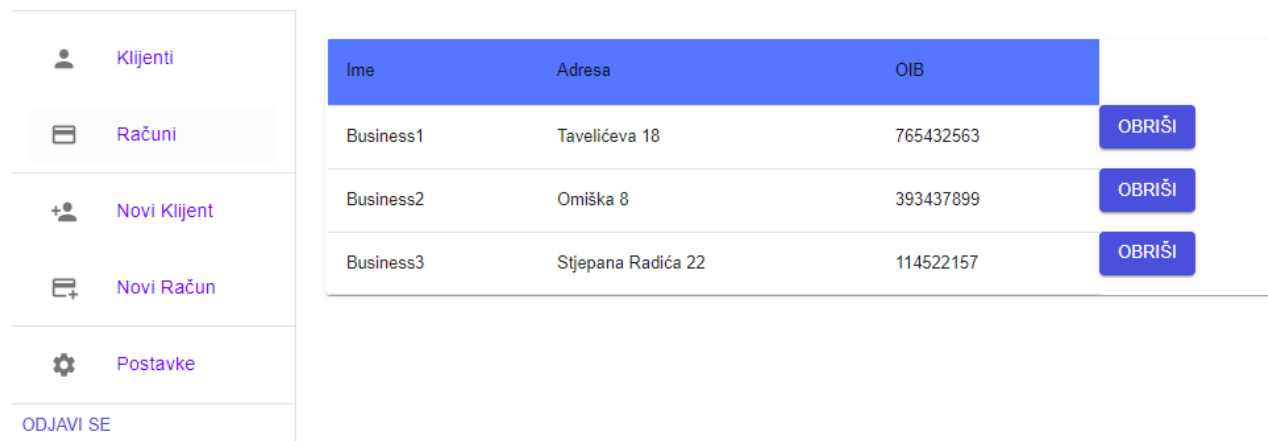 Klijenti
Računi
Novi Klijent
Novi Račun
Postavke
ODJAVI SE
Ime Adresa OIB
Business1 Tavelićeva 18 765432563 OBRIŠI
Business2 Omiška 8 393437899 OBRIŠI
Business3 Stjepana Radića 22 114522157 OBRIŠI